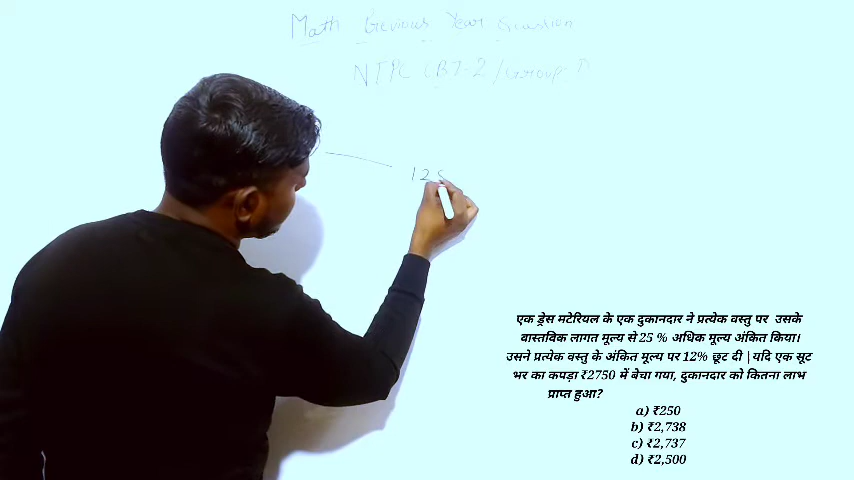 Math Previous Year Question
NTPC CBT-2 / Group D
125
एक ड्रेस मटेरियल के एक दुकानदार ने प्रत्येक वस्तु पर उसके
वास्तविक लागत मूल्य से 25 % अधिक मूल्य अंकित किया।
उसने प्रत्येक वस्तु के अंकित मूल्य पर 12% छूट दी |यदि एक सूट
भर का कपड़ा ₹2750 में बेचा गया, दुकानदार को कितना लाभ
प्राप्त हुआ?
a) ₹250
b) ₹2,738
c) ₹2,737
d) ₹2,500